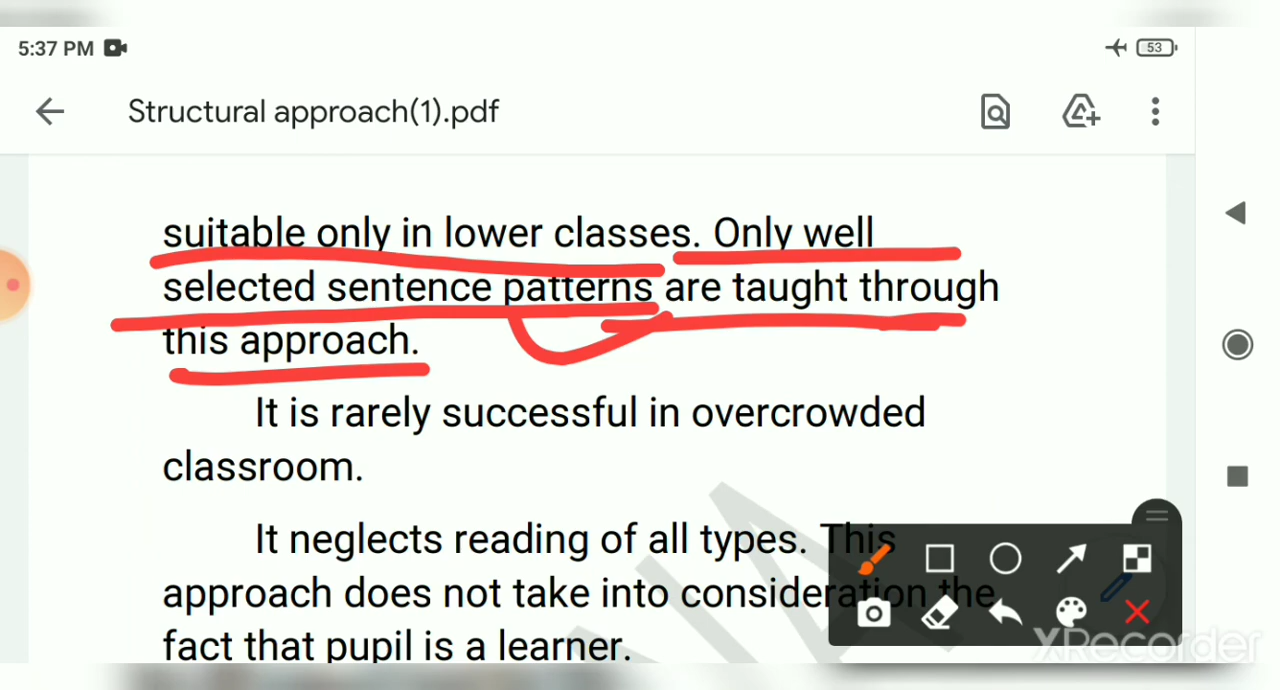 5:37 PM
53
Structural approach(1).pdf
suitable only in lower classes. Only well
selected sentence patterns are taught through
this approach.
It is rarely successful in overcrowded
classroom.
It neglects reading of all types. This
approach does not take into consideration the
fact that pupil is a learner.
XRecorder